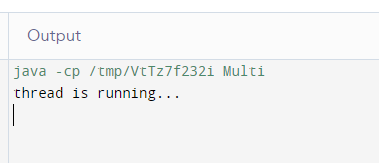 Output
java -cp /tmp/VtTz7f232i Multi
thread is running...